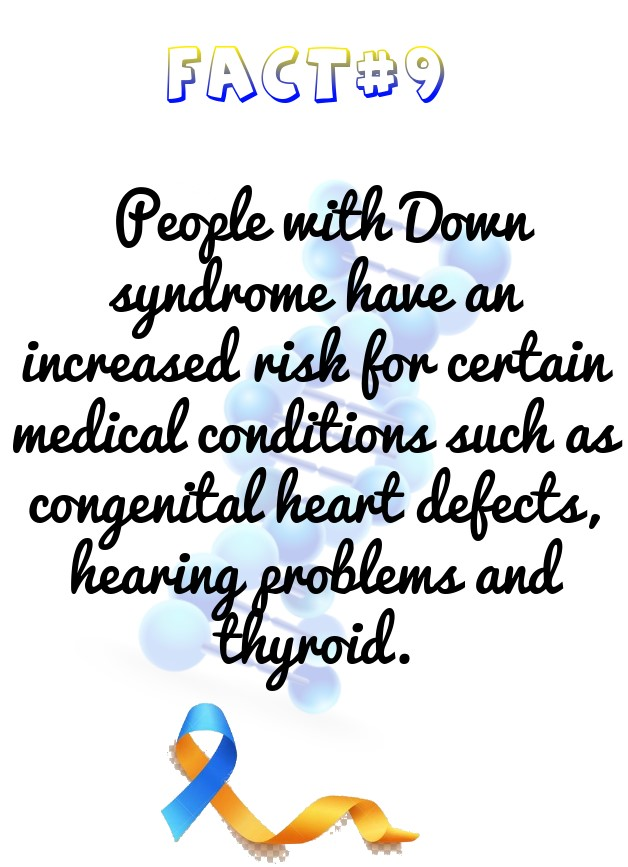 FACT#9
People with Down
syndrome have an
increased risk for certain
medical conditions such as
congenital heart defects,
hearing problems and
thyroid.